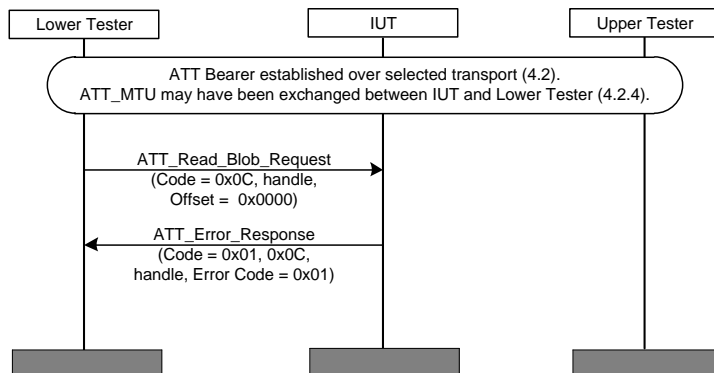 Lower Tester
IUT
Upper Tester
ATT Bearer established over selected transport (4.2).
ATT_MTU may have been exchanged between IUT and Lower Tester (4.2.4).
ATT_Read_Blob_Request
(Code = 0x0C, handle,
Offset = 0x0000)
ATT_Error_Response
(Code = 0x01, 0x0C,
handle, Error Code = 0x01)